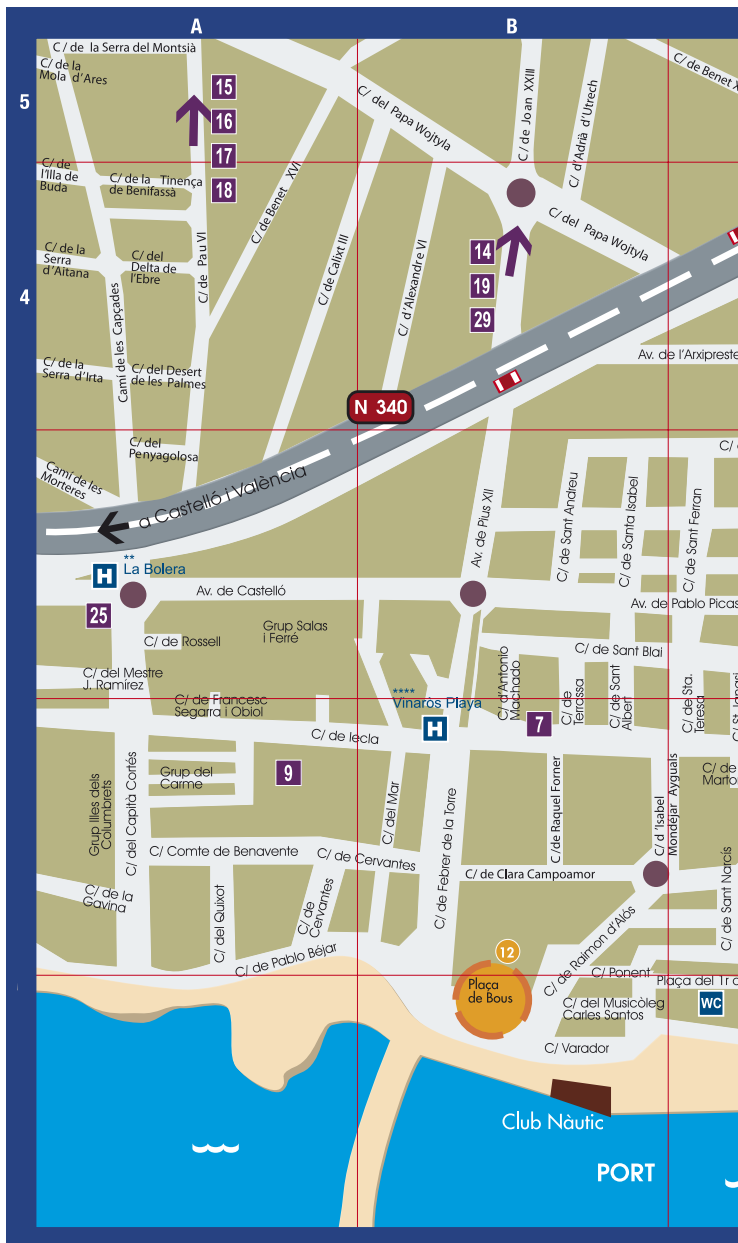 A
B
5
4
C/ de la Serra del Montsià
C/ de la
Mola d'Ares
15
16
17
18
C/ del Papa Wojtyla
C/ de Joan XXIII
C/ d'Adrià d'Utrech
C/ de Benet X
C/ de
l'Illa de
Buda
C/ de la Tinença
de Benifassà
C/ de Benet XVI
C/ de Calixt III
C/ d'Alexandre VI
C/ del Papa Wojtyla
14
19
29
C/ de la
Serra
d'Aitana
C/ del
Delta de
l'Ebre
C/ de Pau VI
Camí de les Capçades
C/ de la
Serra d'Irta
C/ del Desert
de les Palmes
Av. de l'Arxipreste
N 340
C/ del
Penyagolosa
Camí de les
Morteres
a Castelló i València
Av. de Pius XII
C/ de Sant Andreu
C/ de Santa Isabel
C/ de Sant Ferran
**
H
La Bolera
25
Av. de Castelló
Av. de Pablo Picas
C/ de Rossell
Grup Salas
i Ferré
C/ de Sant Blai
C/ del Mestre
J. Ramírez
C/ d'Antonio
Machado
C/ de
Terrassa
C/ de Sant
Albert
C/ de Sta.
Teresa
****
Vinaròs Playa
H
7
C/ de Francesc
Segarra i Obiol
C/ de Iecla
9
Grup del
Carme
Grup Illes dels
Columbrets
C/ del Capità Cortés
C/ del Mar
C/ de Febrer de la Torre
C/de Raquel Forner
C/ d 'Isabel
Mondéjar Ayguals
C/ de
Marto
C/ Comte de Benavente
C/ de Cervantes
C/ de Clara Campoamor
C/ de la
Gavina
C/ del Quixot
C/ de
Cervantes
C/ de Pablo Béjar
C/ de Raimon d'Alós
C/ de Sant Narcís
12
Plaça
de Bous
C/ Ponent
Plaça del 1r d
C/ del Musicòleg
Carles Santos
WC
C/ Varador
Club Nàutic
PORT